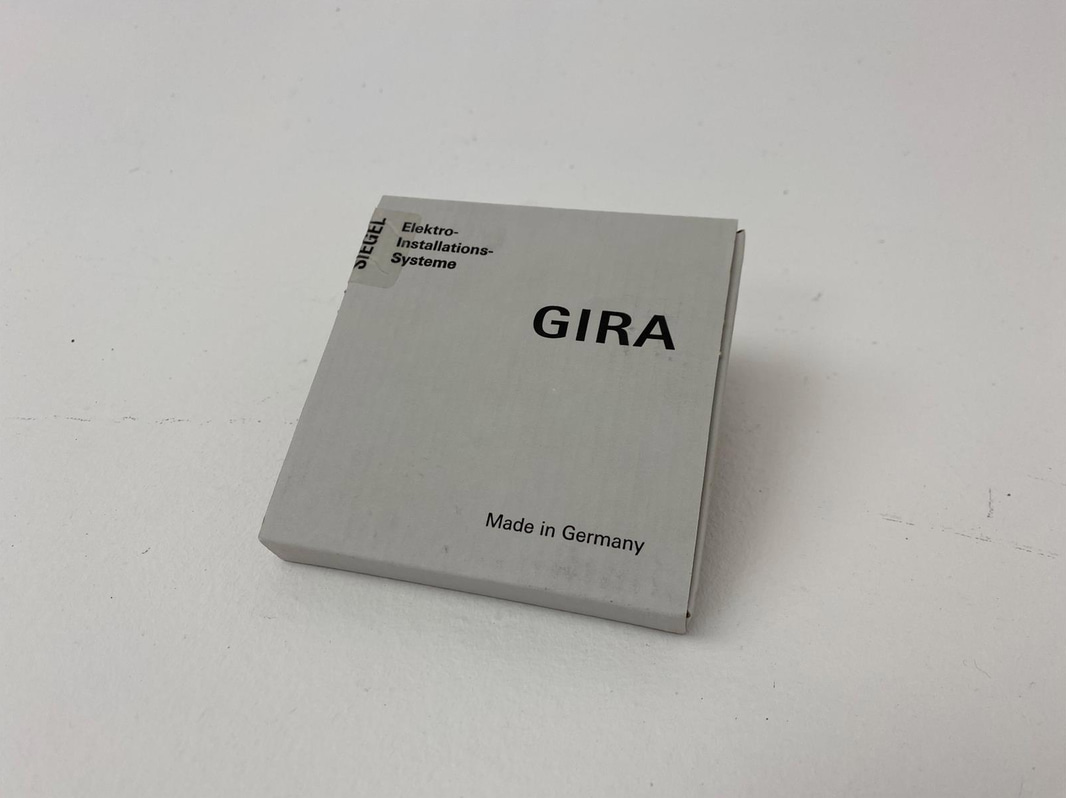 SIEGEL
Elektro-
Installations-
Systeme
GIRA
Made in Germany